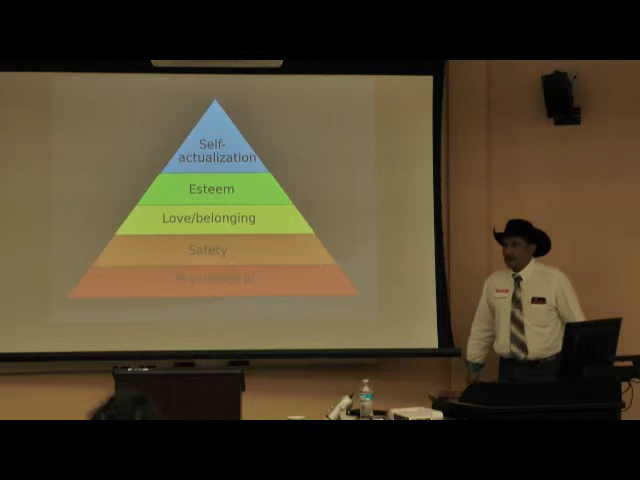 Self-
actualization
Esteem
Love/belonging
Safety
Physiological